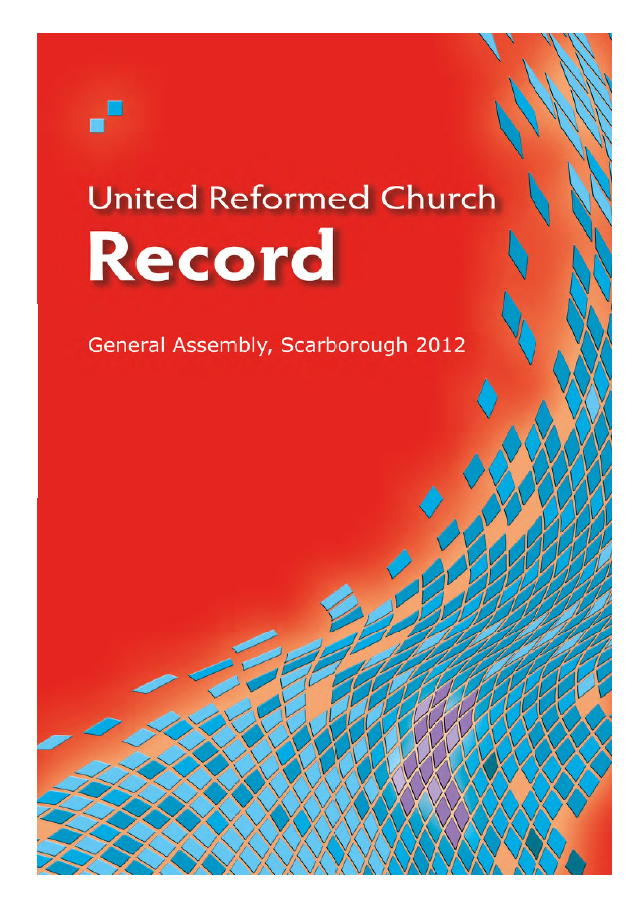 United Reformed Church
Record
General Assembly, Scarborough 2012